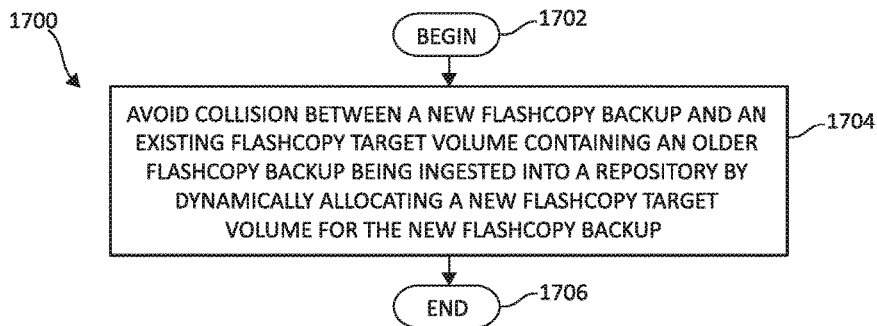 1700
BEGIN
1702
AVOID COLLISION BETWEEN A NEW FLASHCOPY BACKUP AND AN
EXISTING FLASHCOPY TARGET VOLUME CONTAINING AN OLDER
FLASHCOPY BACKUP BEING INGESTED INTO A REPOSITORY BY
DYNAMICALLY ALLOCATING A NEW FLASHCOPY TARGET
VOLUME FOR THE NEW FLASHCOPY BACKUP
1704
END
1706